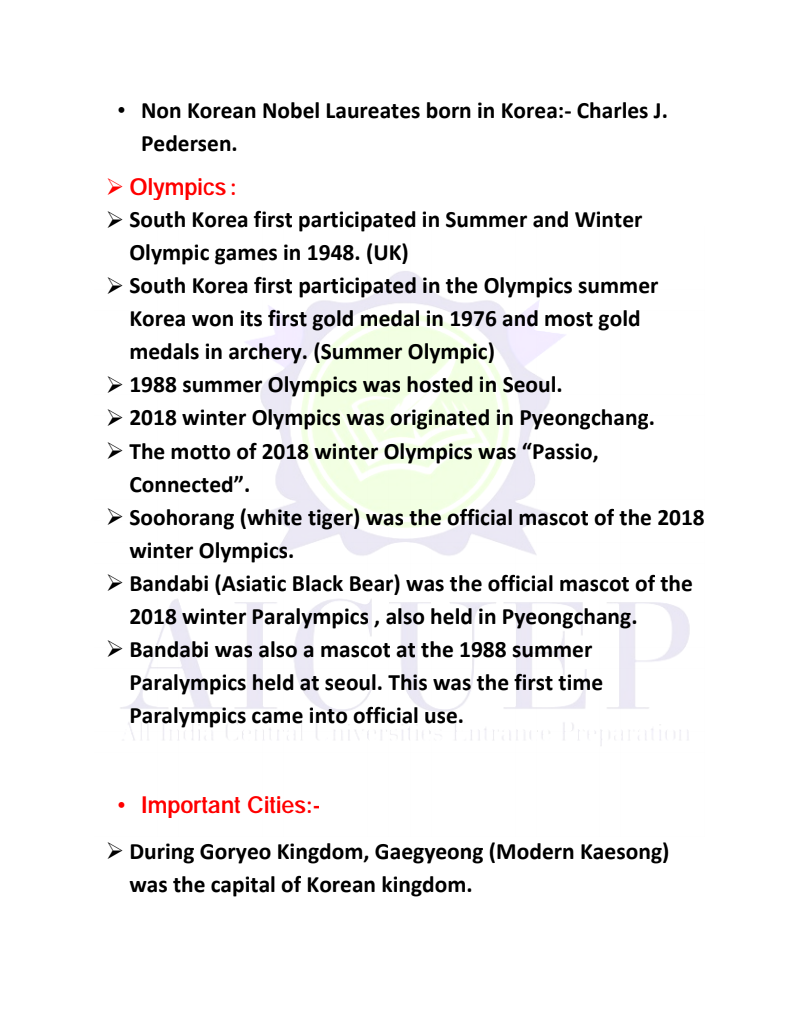 • Non Korean Nobel Laureates born in Korea:- Charles J.
Pedersen.
➢ Olympics :
➢ South Korea first participated in Summer and Winter
Olympic games in 1948. (UK)
➢ South Korea first participated in the Olympics summer
Korea won its first gold medal in 1976 and most gold
medals in archery. (Summer Olympic)
➢ 1988 summer Olympics was hosted in Seoul.
➢ 2018 winter Olympics was originated in Pyeongchang.
➢ The motto of 2018 winter Olympics was “Passio,
Connected”.
➢ Soohorang (white tiger) was the official mascot of the 2018
winter Olympics.
➢ Bandabi (Asiatic Black Bear) was the official mascot of the
2018 winter Paralympics , also held in Pyeongchang.
➢ Bandabi was also a mascot at the 1988 summer
Paralympics held at seoul. This was the first time
Paralympics came into official use.
AICUEP
All India Central Universities Entrance Preparation
• Important Cities:-
➢ During Goryeo Kingdom, Gaegyeong (Modern Kaesong)
was the capital of Korean kingdom.